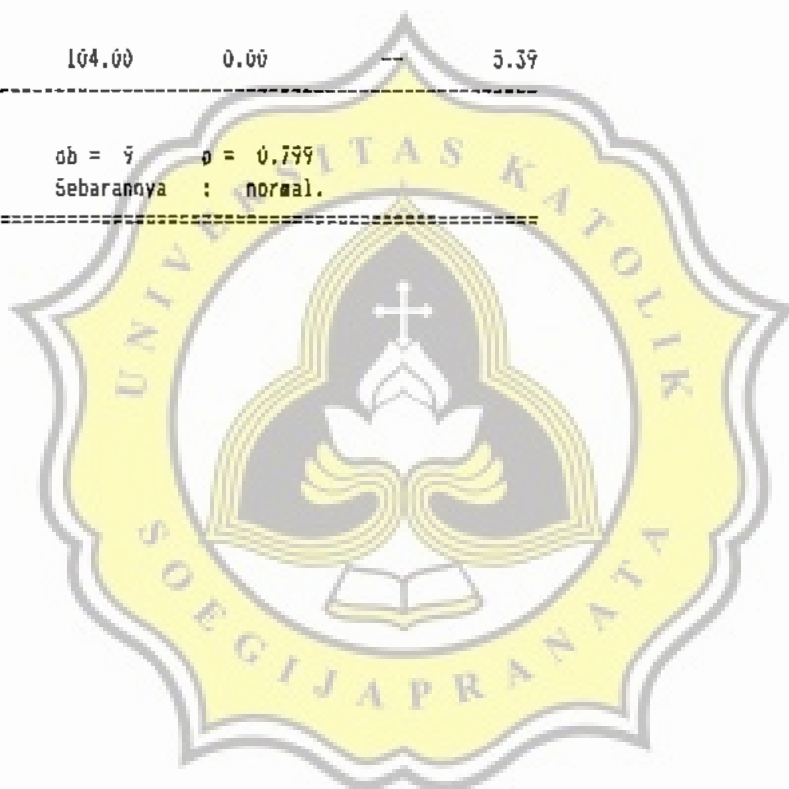 104.00 0.00 -- 5.39
db = 9 p = 0.799
Sebarannya : normal.
UNIVERSITAS KATOLIK
SOEGIJAPRANATA